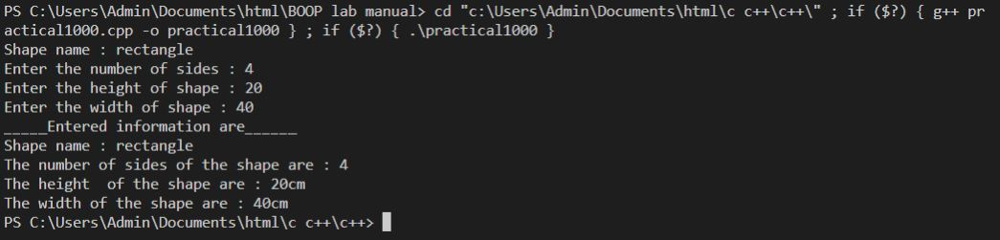 PS C:\Users\Admin\Documents\html\BOOP lab manual> cd "c:\Users\Admin\Documents\html\c c++\c++\" ; if ($?) { g++ pr
actical1000.cpp -o practical1000 } ; if ($?) { .\practical1000 }
Shape name : rectangle
Enter the number of sides : 4
Enter the height of shape : 20
Enter the width of shape : 40
_____Entered information are______
Shape name : rectangle
The number of sides of the shape are : 4
The height  of the shape are : 20cm
The width of the shape are : 40cm
PS C:\Users\Admin\Documents\html\c c++\c++>